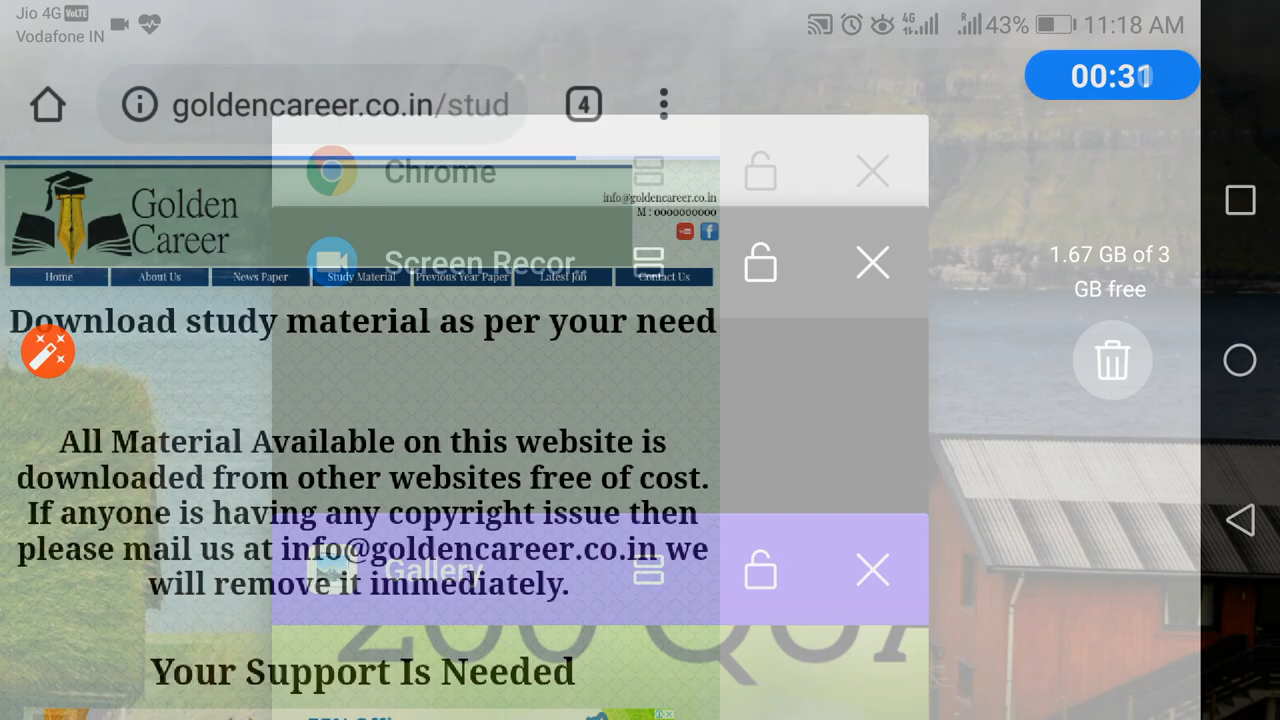 Jio 4G VoLTE
Vodafone IN
4G
R
43%
11:18 AM
00:31
goldencareer.co.in/stud
4
Chrome
Golden
Career
info@goldencareer.co.in
M : 0000000000
Screen Recor..
Home
About Us
News Paper
Study Material
Previous Year Paper
Latest Job
Contact Us
1.67 GB of 3
GB free
Download study material as per your need
All Material Available on this website is
downloaded from other websites free of cost.
If anyone is having any copyright issue then
please mail us at info@goldencareer.co.in we
will remove it immediately.
Gallery
Your Support Is Needed